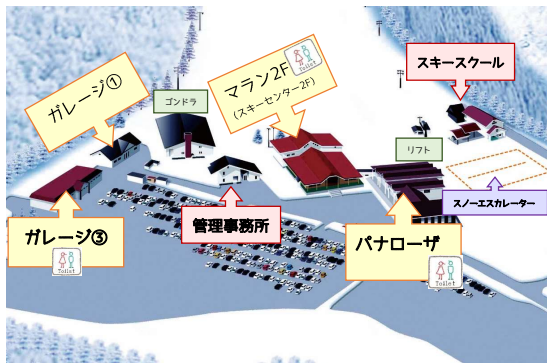 マラン2F
(スキーセンター2F)
Toilet
スキースクール
ガレージ①
ゴンドラ
リフト
スノーエスカレーター
ガレージ③
Toilet
管理事務所
パナローザ
Toilet